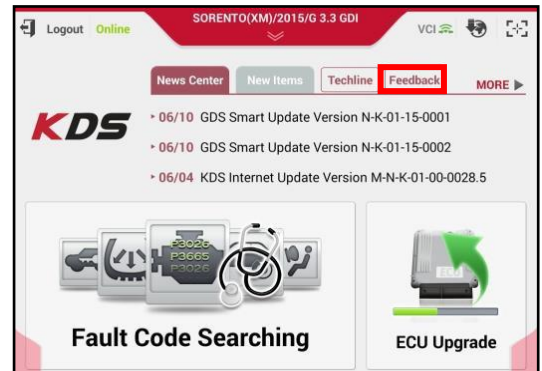 Logout Online SORENTO(XM)/2015/G 3.3 GDI VCI
News Center New Items Techline Feedback MORE ▶
KDS
06/10 GDS Smart Update Version N-K-01-15-0001
06/10 GDS Smart Update Version N-K-01-15-0002
06/04 KDS Internet Update Version M-N-K-01-00-0028.5
P3026
P3665
P3026
ECU
Fault Code Searching
ECU Upgrade